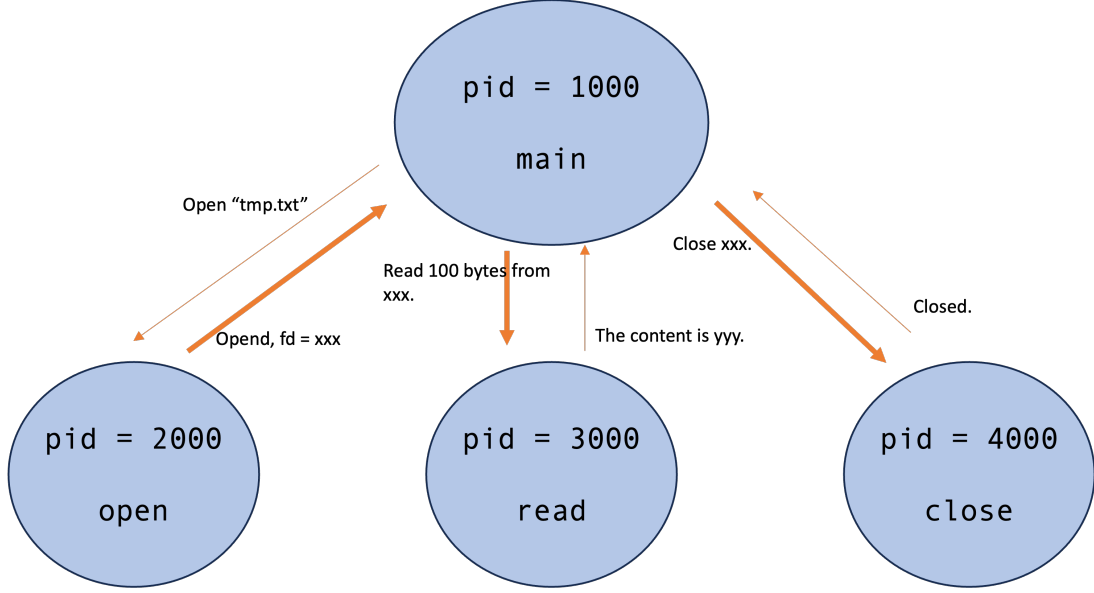 pid = 1000
main
Open “tmp.txt”
Opend, fd = xxx
Read 100 bytes from
xxx.
The content is yyy.
Close xxx.
Closed.
pid = 2000
open
pid = 3000
read
pid = 4000
close